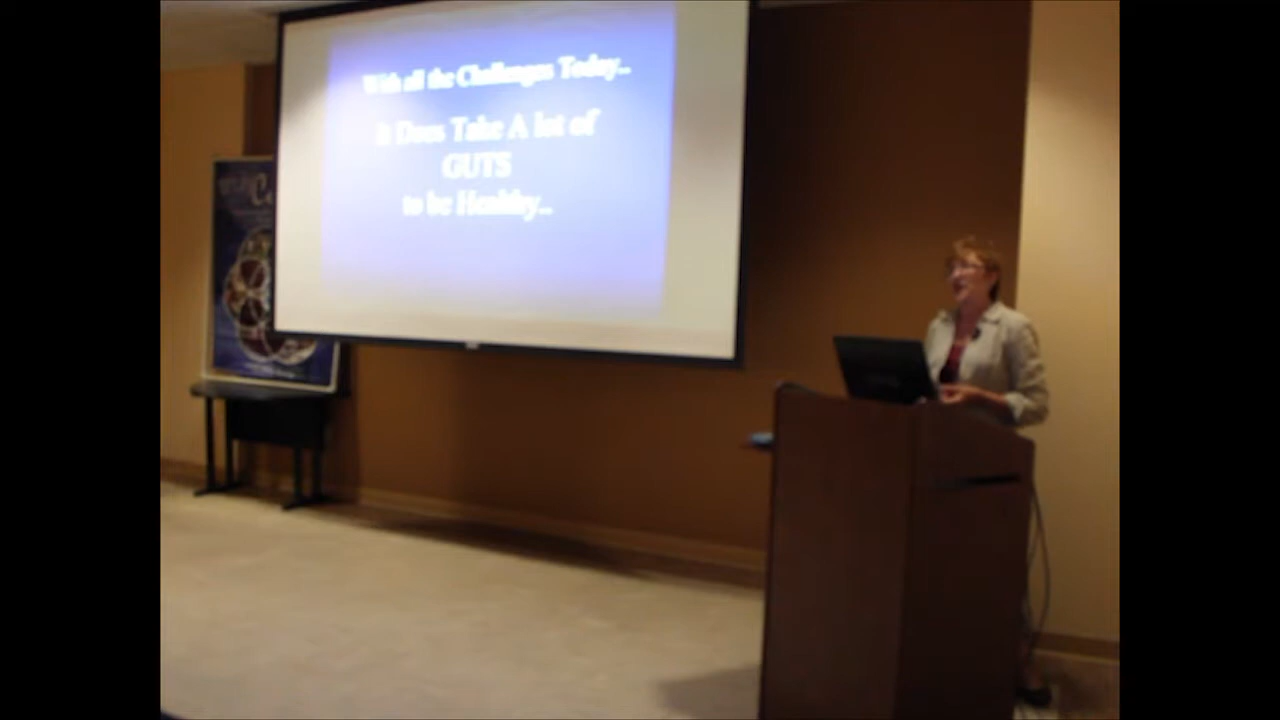 With all the Challenges Today..
It Does Take A lot of
GUTS
to be Healthy..